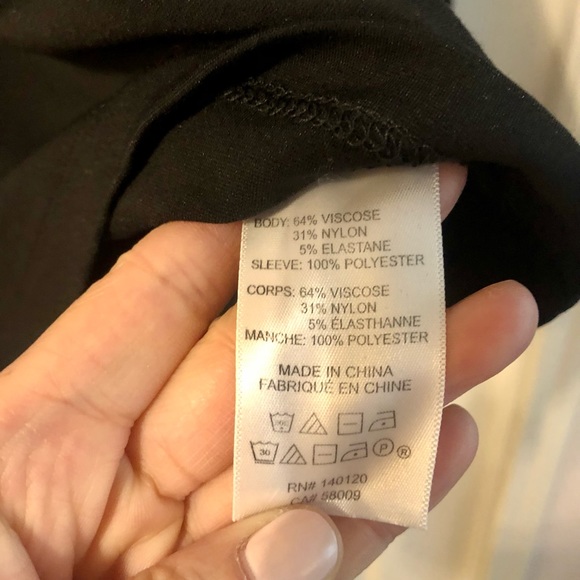 BODY: 64% VISCOSE
31% NYLON
5% ELASTANE
SLEEVE: 100% POLYESTER
CORPS: 64% VISCOSE
31% NYLON
5% ÉLASTHANNE
MANCHE: 100% POLYESTER
MADE IN CHINA
FABRIQUÉ EN CHINE
30 P ®
RN# 140120
CA# 58009